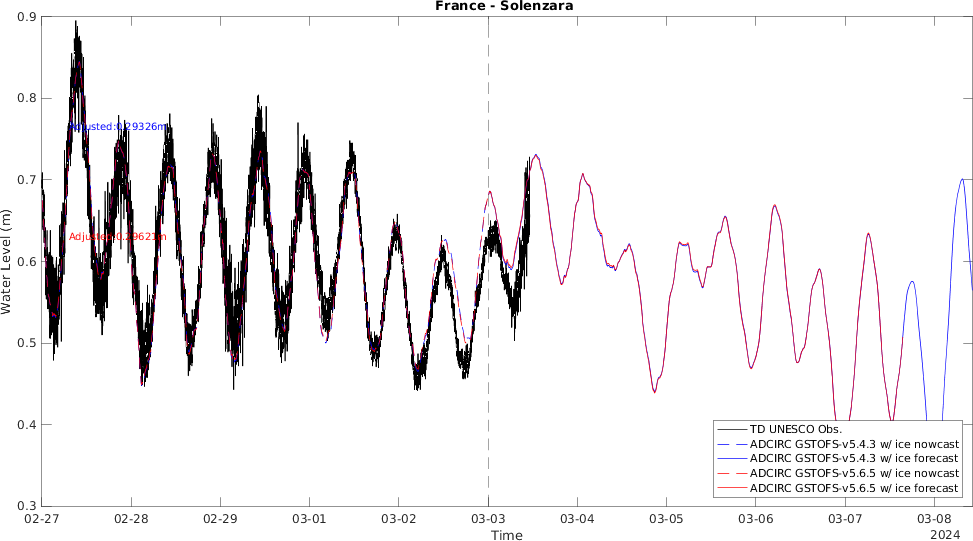 France - Solenzara
0.9
0.8
0.7
0.6
0.5
0.4
0.3
Water Level (m)
Adjusted:0.29326m
Adjusted:0.29621m
TD UNESCO Obs.
ADCIRC GSTOFS-v5.4.3 w/ ice nowcast
ADCIRC GSTOFS-v5.4.3 w/ ice forecast
ADCIRC GSTOFS-v5.6.5 w/ ice nowcast
ADCIRC GSTOFS-v5.6.5 w/ ice forecast
02-27 02-28 02-29 03-01 03-02 03-03 03-04 03-05 03-06 03-07 03-08
Time
2024